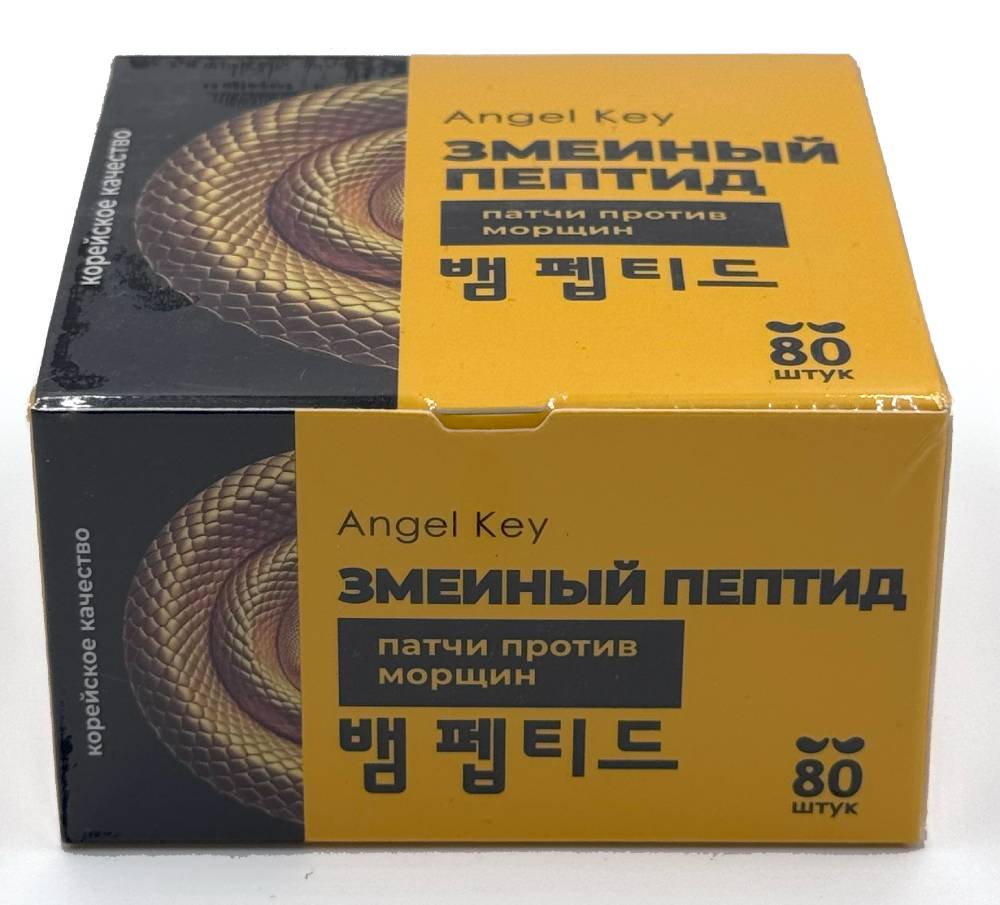 корейское качество
Angel Key
ЗМЕИНЫЙ
ПЕПТИД
патчи против
морщин
뱀 펩티드
80
штук
корейское качество
Angel Key
ЗМЕИНЫЙ ПЕПТИД
патчи против
морщин
뱀 펩티드
80
штук